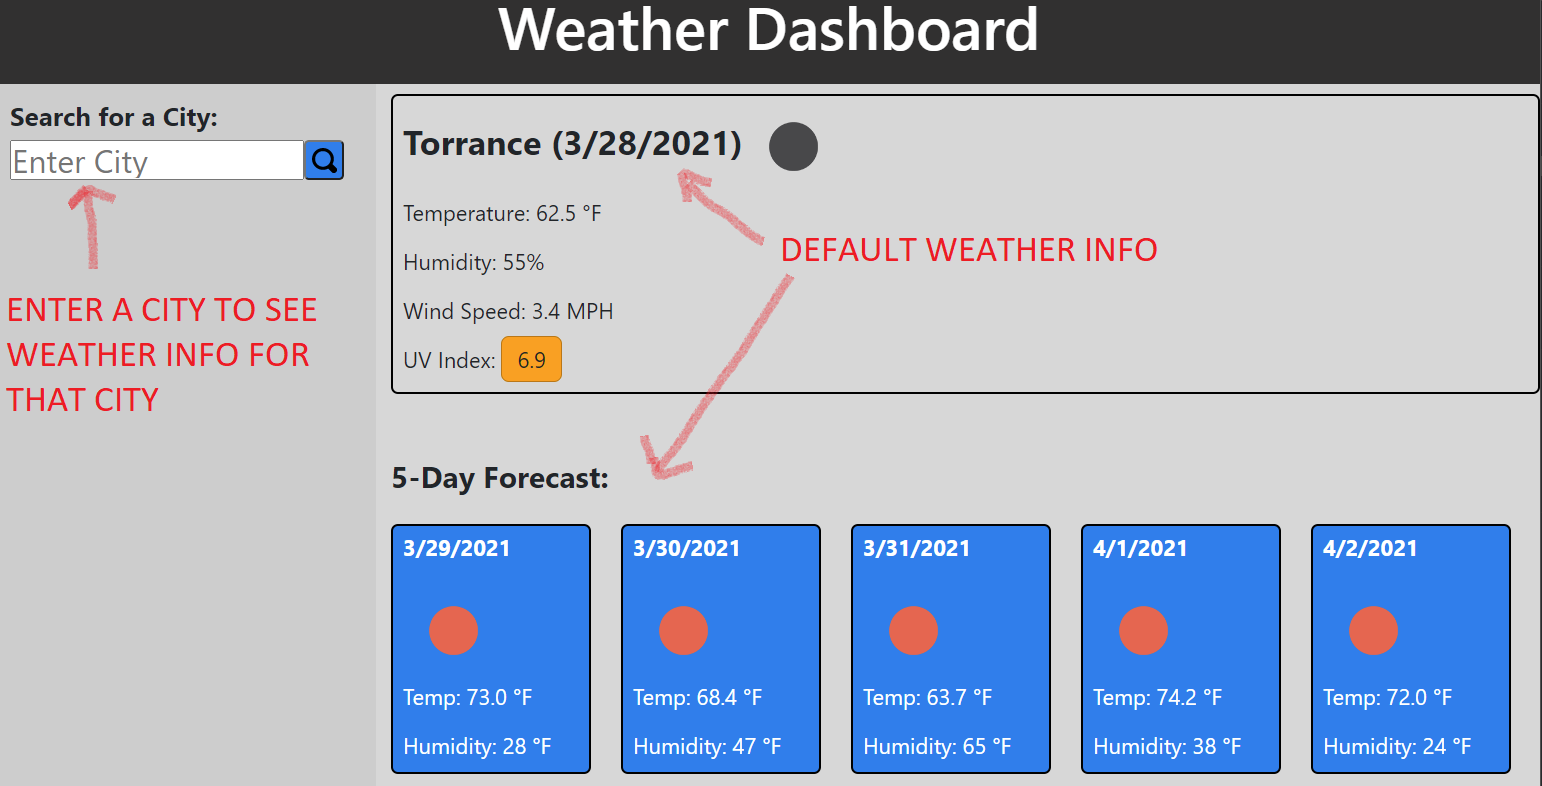 Weather Dashboard
Search for a City:
Enter City
ENTER A CITY TO SEE
WEATHER INFO FOR
THAT CITY
Torrance (3/28/2021)
Temperature: 62.5 °F
Humidity: 55%
Wind Speed: 3.4 MPH
UV Index: 6.9
DEFAULT WEATHER INFO
5-Day Forecast:
3/29/2021
Temp: 73.0 °F
Humidity: 28 °F
3/30/2021
Temp: 68.4 °F
Humidity: 47 °F
3/31/2021
Temp: 63.7 °F
Humidity: 65 °F
4/1/2021
Temp: 74.2 °F
Humidity: 38 °F
4/2/2021
Temp: 72.0 °F
Humidity: 24 °F